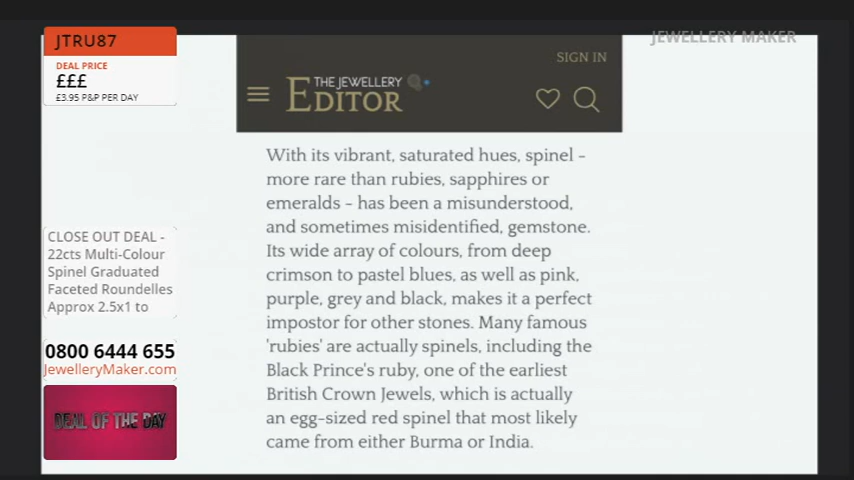 JTRU87
DEAL PRICE
£££
£3.95 P&P PER DAY
CLOSE OUT DEAL -
22cts Multi-Colour
Spinel Graduated
Faceted Roundelles
Approx 2.5x1 to
0800 6444 655
JewelleryMaker.com
DEAL OF THE DAY
JEWELLERY MAKER
SIGN IN
THE JEWELLERY
EDITOR
With its vibrant, saturated hues, spinel –
more rare than rubies, sapphires or
emeralds – has been a misunderstood,
and sometimes misidentified, gemstone.
Its wide array of colours, from deep
crimson to pastel blues, as well as pink,
purple, grey and black, makes it a perfect
impostor for other stones. Many famous
'rubies' are actually spinels, including the
Black Prince's ruby, one of the earliest
British Crown Jewels, which is actually
an egg-sized red spinel that most likely
came from either Burma or India.